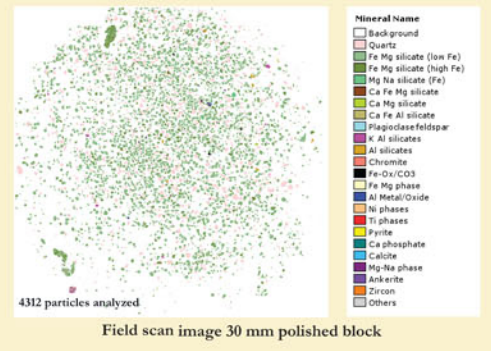 Mineral Name
Background
Quartz
Fe Mg silicate (low Fe)
Fe Mg silicate (high Fe)
Mg Na silicate (Fe)
Ca Fe Mg silicate
Ca Mg silicate
Ca Fe Al silicate
Plagioclasefeldspar
K Al silicates
Al silicates
Chromite
Fe-Ox/CO3
Fe Mg phase
Al Metal/Oxide
Ni phases
Ti phases
Pyrite
Ca phosphate
Calcite
Mg-Na phase
Ankerite
Zircon
Others
4312 particles analyzed
Field scan image 30 mm polished block